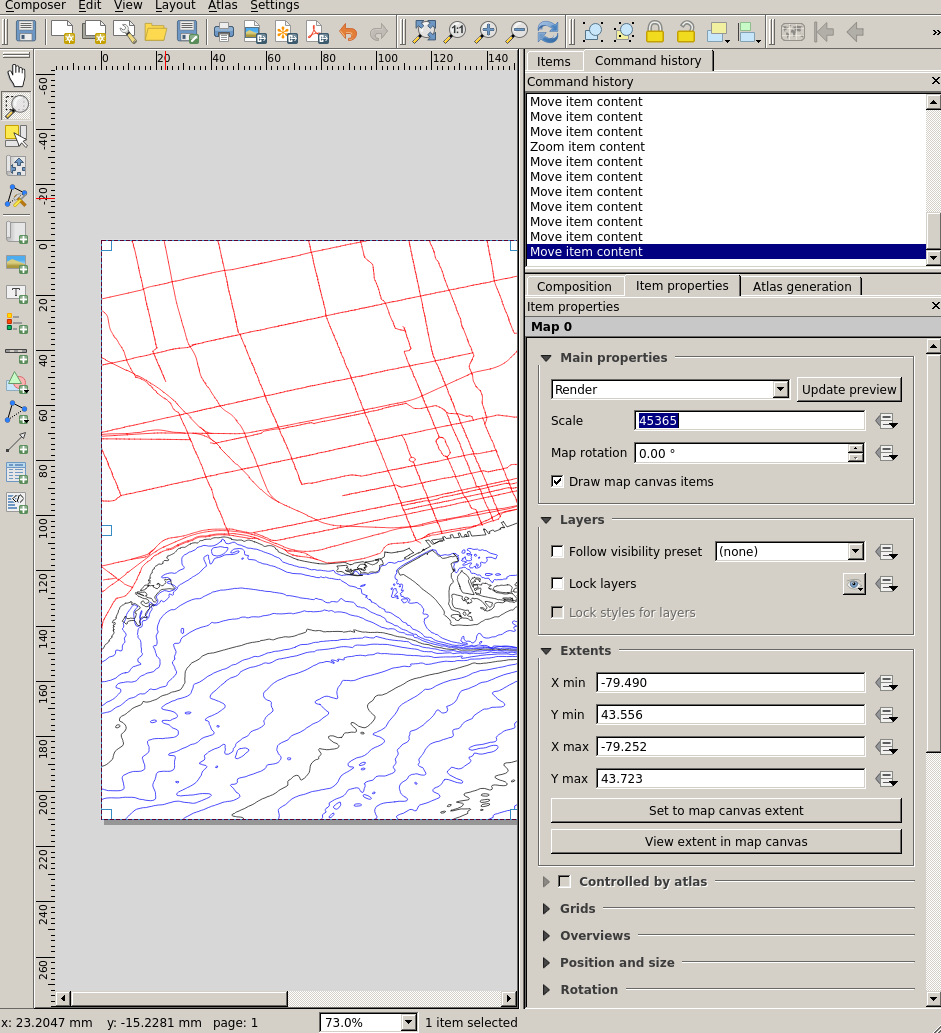 Composer Edit View Layout Atlas Settings
1:1
»
0 20 40 60 80 100 120 140
-60
-40
-20
0
20
40
60
80
100
120
140
160
180
200
220
240
260
Items Command history
Command history
Move item content
Move item content
Move item content
Zoom item content
Move item content
Move item content
Move item content
Move item content
Move item content
Move item content
Move item content
Composition Item properties Atlas generation
Item properties
Map 0
Main properties
Render Update preview
Scale 45365
Map rotation 0.00 °
Draw map canvas items
Layers
Follow visibility preset (none)
Lock layers
Lock styles for layers
Extents
X min -79.490
Y min 43.556
X max -79.252
Y max 43.723
Set to map canvas extent
View extent in map canvas
Controlled by atlas
Grids
Overviews
Position and size
Rotation
x: 23.2047 mm y: -15.2281 mm page: 1 73.0% 1 item selected